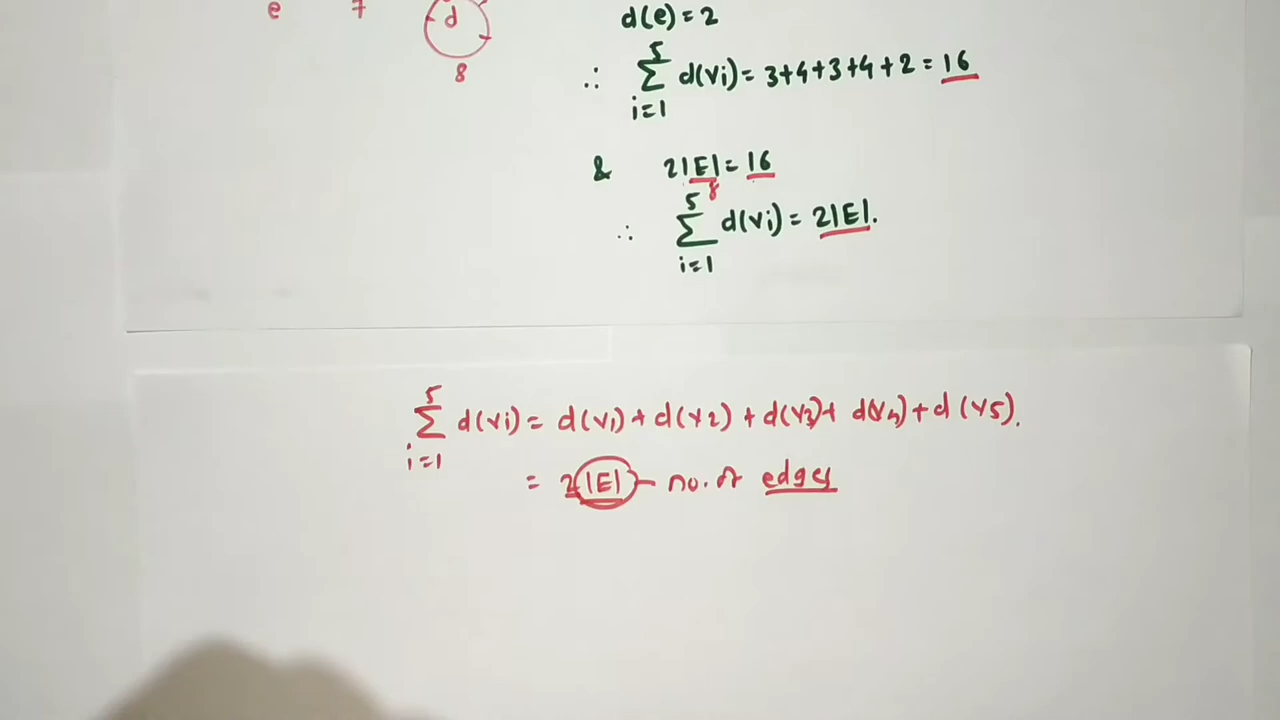 e 7 d
8
d(e)=2
∴ 5 Σ i=1 d(vi)= 3+4+3+4+2 = 16
& 2|E|= 16
8
∴ 5 Σ i=1 d(vi)= 2|E|.
5 Σ i=1 d(vi)= d(v1)+d(v2)+d(v3)+d(v4)+d(v5).
= 2|E| – no. of edges